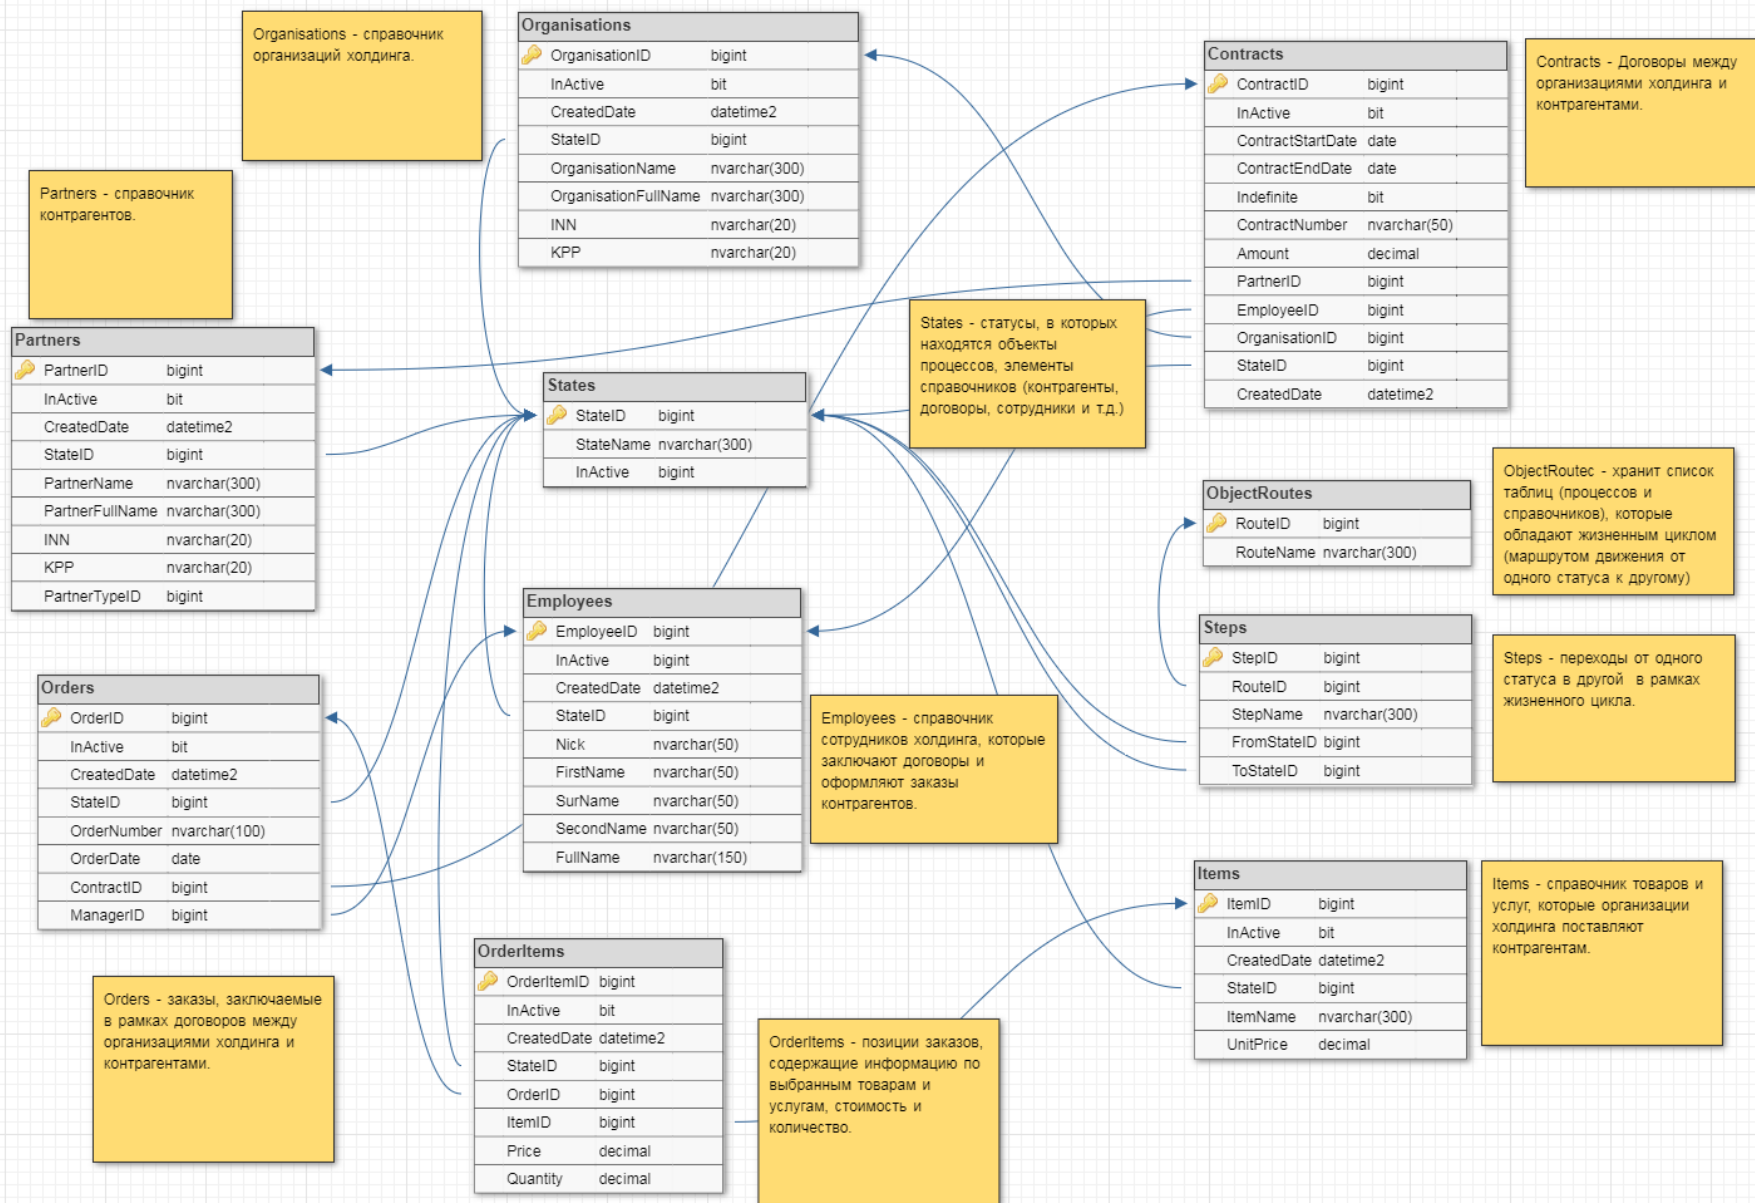 Organisations - справочник
организаций холдинга.
Organisations
OrganisationID bigint
InActive bit
CreatedDate datetime2
StateID bigint
OrganisationName nvarchar(300)
OrganisationFullName nvarchar(300)
INN nvarchar(20)
KPP nvarchar(20)
Contracts
ContractID bigint
InActive bit
ContractStartDate date
ContractEndDate date
Indefinite bit
ContractNumber nvarchar(50)
Amount decimal
PartnerID bigint
EmployeeID bigint
OrganisationID bigint
StateID bigint
CreatedDate datetime2
Contracts - Договоры между
организациями холдинга и
контрагентами.
Partners - справочник
контрагентов.
Partners
PartnerID bigint
InActive bit
CreatedDate datetime2
StateID bigint
PartnerName nvarchar(300)
PartnerFullName nvarchar(300)
INN nvarchar(20)
KPP nvarchar(20)
PartnerTypeID bigint
States
StateID bigint
StateName nvarchar(300)
InActive bigint
States - статусы, в которых
находятся объекты
процессов, элементы
справочников (контрагенты,
договоры, сотрудники и т.д.)
ObjectRoutes
RouteID bigint
RouteName nvarchar(300)
ObjectRoutec - хранит список
таблиц (процессов и
справочников), которые
обладают жизненным циклом
(маршрутом движения от
одного статуса к другому)
Employees
EmployeeID bigint
InActive bigint
CreatedDate datetime2
StateID bigint
Nick nvarchar(50)
FirstName nvarchar(50)
SurName nvarchar(50)
SecondName nvarchar(50)
FullName nvarchar(150)
Employees - справочник
сотрудников холдинга, которые
заключают договоры и
оформляют заказы
контрагентов.
Steps
StepID bigint
RouteID bigint
StepName nvarchar(300)
FromStateID bigint
ToStateID bigint
Steps - переходы от одного
статуса в другой в рамках
жизненного цикла.
Orders
OrderID bigint
InActive bit
CreatedDate datetime2
StateID bigint
OrderNumber nvarchar(100)
OrderDate date
ContractID bigint
ManagerID bigint
Orders - заказы, заключаемые
в рамках договоров между
организациями холдинга и
контрагентами.
OrderItems
OrderItemID bigint
InActive bit
CreatedDate datetime2
StateID bigint
OrderID bigint
ItemID bigint
Price decimal
Quantity decimal
OrderItems - позиции заказов,
содержащие информацию по
выбранным товарам и
услугам, стоимость и
количество.
Items
ItemID bigint
InActive bit
CreatedDate datetime2
StateID bigint
ItemName nvarchar(300)
UnitPrice decimal
Items - справочник товаров и
услуг, которые организации
холдинга поставляют
контрагентам.